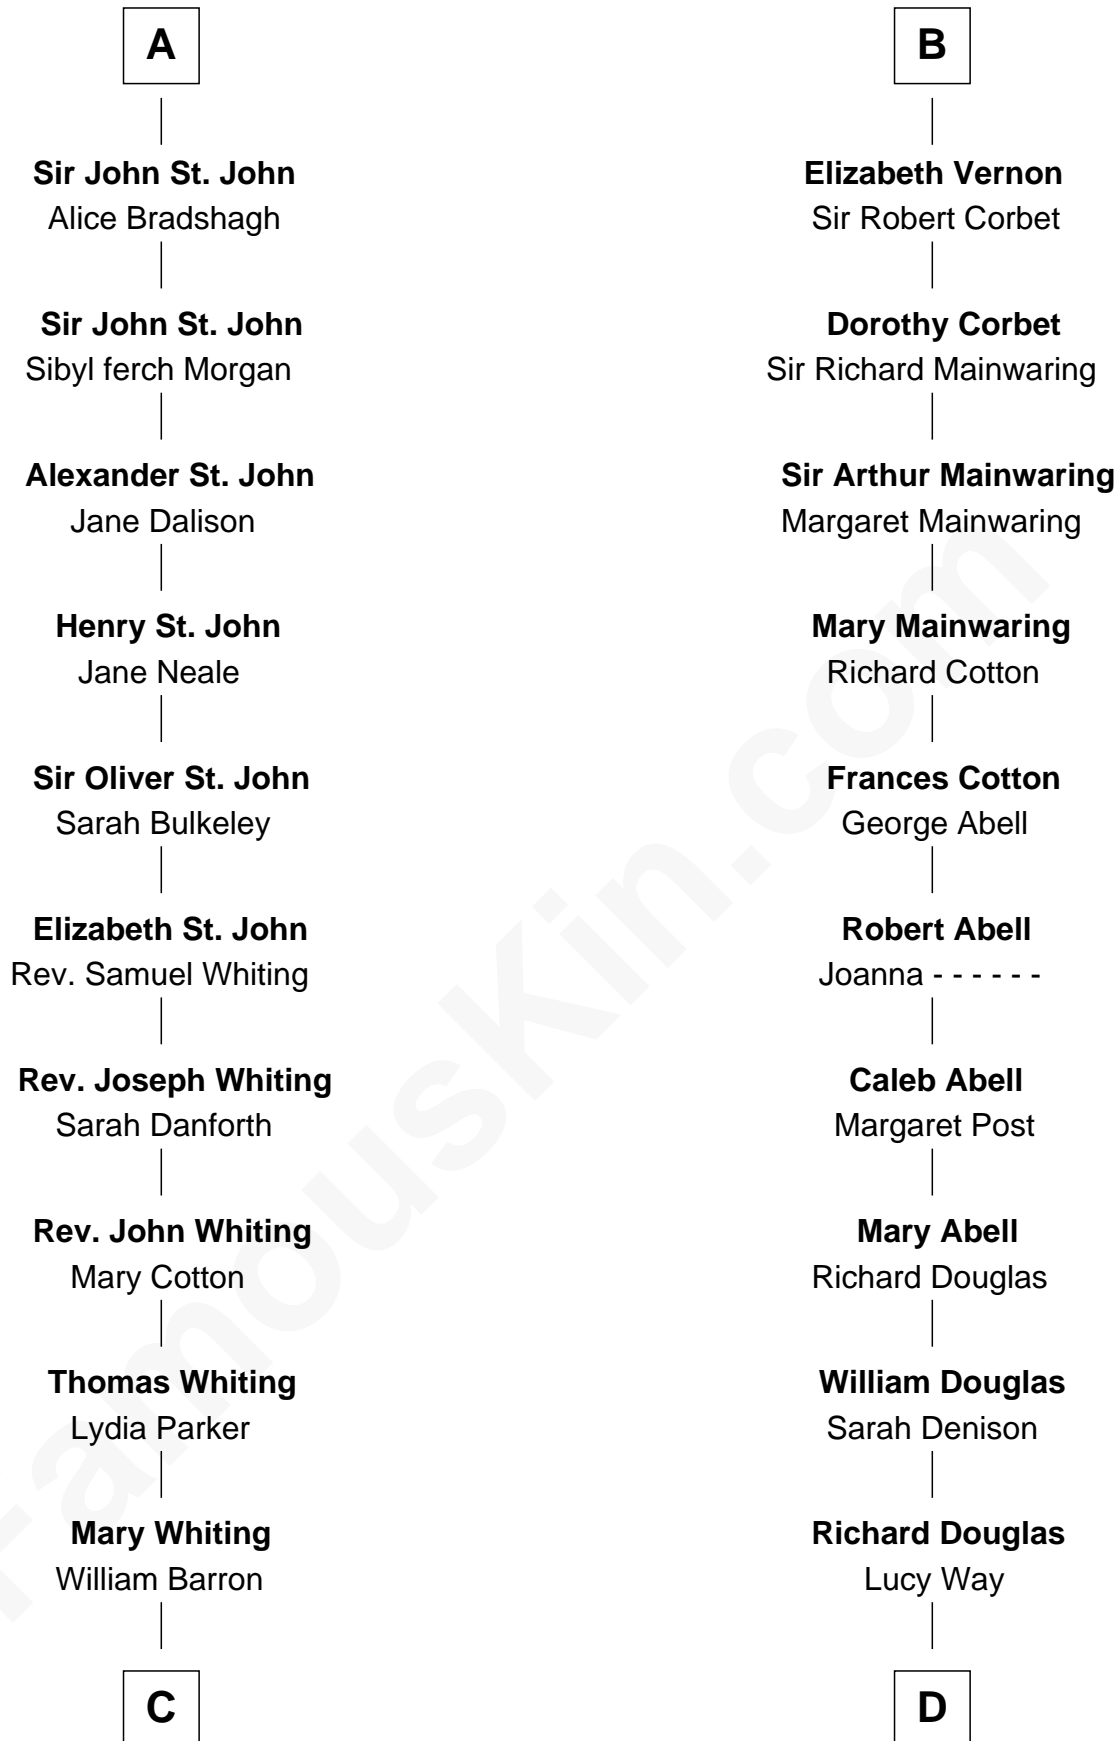 A
Sir John St. John
Alice Bradshagh
Sir John St. John
Sibyl ferch Morgan
Alexander St. John
Jane Dalison
Henry St. John
Jane Neale
Sir Oliver St. John
Sarah Bulkeley
Elizabeth St. John
Rev. Samuel Whiting
Rev. Joseph Whiting
Sarah Danforth
Rev. John Whiting
Mary Cotton
Thomas Whiting
Lydia Parker
Mary Whiting
William Barron
C
B
Elizabeth Vernon
Sir Robert Corbet
Dorothy Corbet
Sir Richard Mainwaring
Sir Arthur Mainwaring
Margaret Mainwaring
Mary Mainwaring
Richard Cotton
Frances Cotton
George Abell
Robert Abell
Joanna - - - - - -
Caleb Abell
Margaret Post
Mary Abell
Richard Douglas
William Douglas
Sarah Denison
Richard Douglas
Lucy Way
D
FamousKin.com